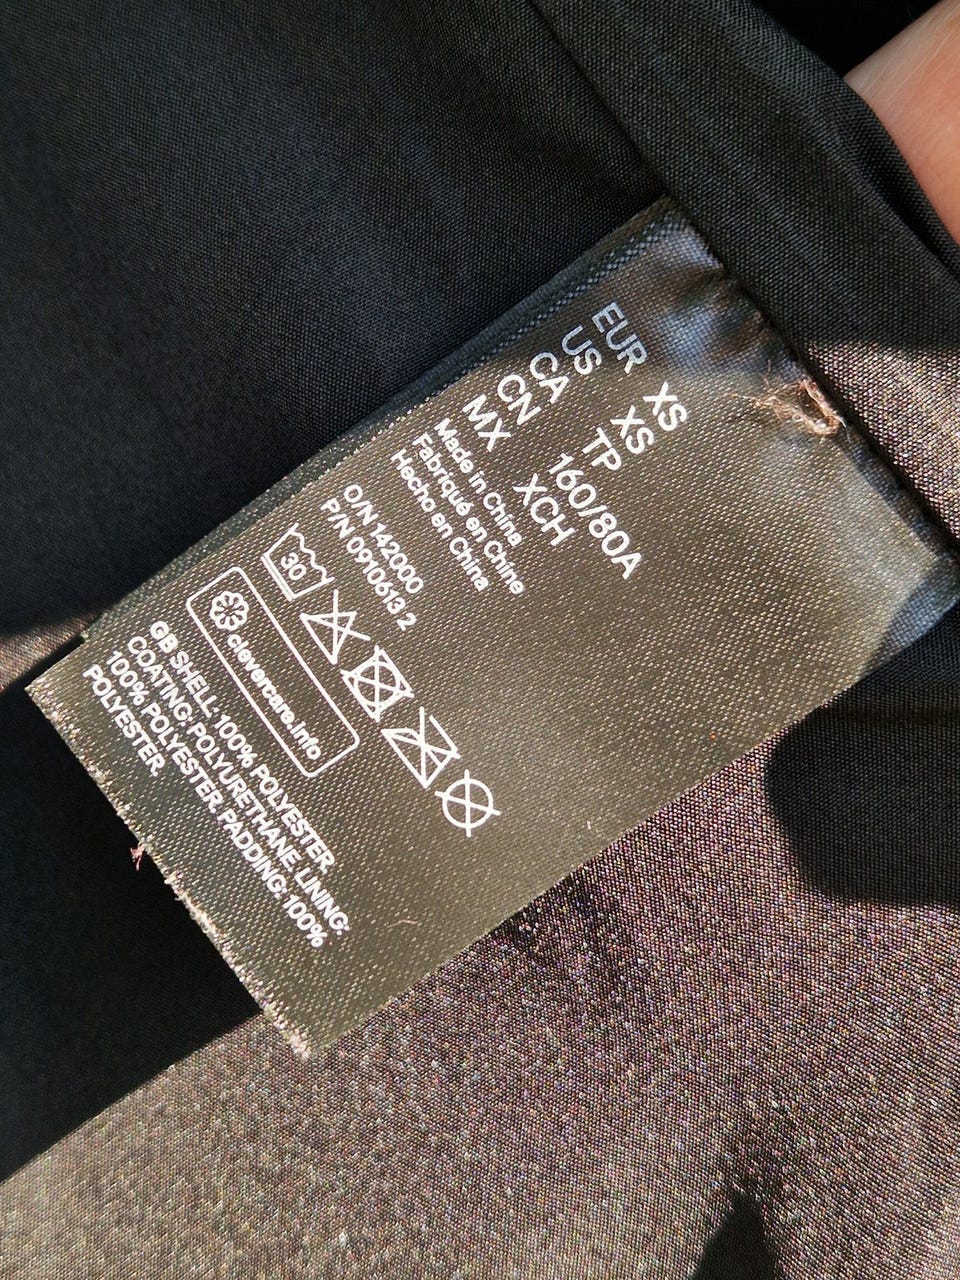 EUR XS
US XS
CA TP
CN 160/80A
MX XCH
Made in China
Fabriqué en Chine
Hecho en China
O/N 142000
P/N 0910613 2
30
clevercare.info
GB SHELL: 100% POLYESTER.
COATING: POLYURETHANE. LINING:
100% POLYESTER. PADDING: 100%
POLYESTER.